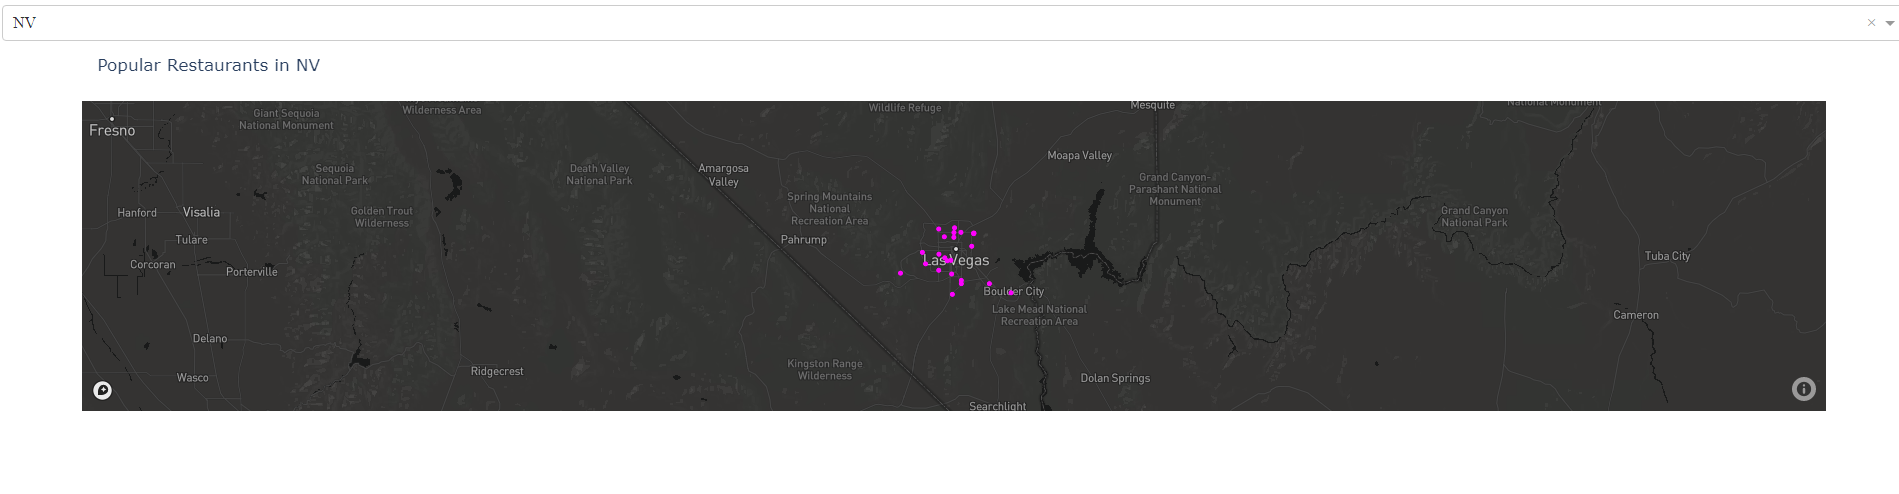 NV
Popular Restaurants in NV
Fresno
Giant Sequoia
National Monument
Wilderness Area
Wildlife Refuge
Mesquite
National Monument
Sequoia
National Park
Death Valley
National Park
Amargosa
Valley
Moapa Valley
Grand Canyon-
Parashant National
Monument
Spring Mountains
National
Recreation Area
Hanford
Visalia
Golden Trout
Wilderness
Grand Canyon
National Park
Tulare
Pahrump
Corcoran
Porterville
Las Vegas
Tuba City
Boulder City
Lake Mead National
Recreation Area
Cameron
Delano
Wasco
Ridgecrest
Kingston Range
Wilderness
Dolan Springs
Searchlight